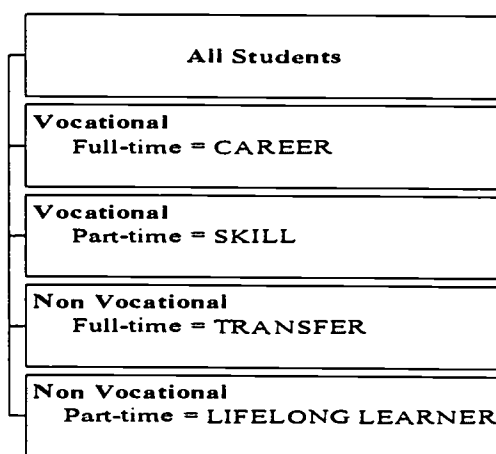 All Students
Vocational
Full-time = CAREER
Vocational
Part-time = SKILL
Non Vocational
Full-time = TRANSFER
Non Vocational
Part-time = LIFELONG LEARNER